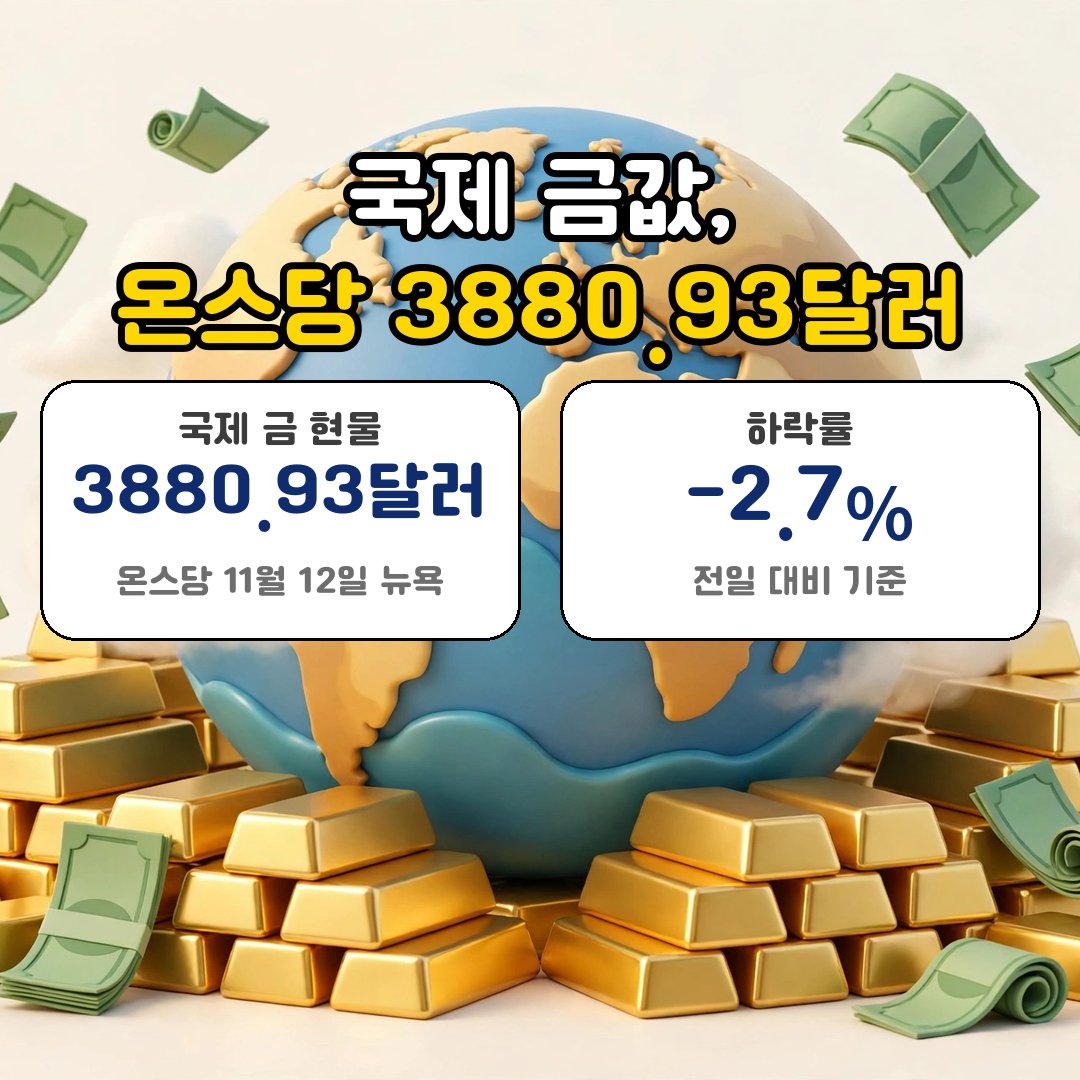 국제 금값,
온스당 3880.93달러
국제 금 현물
3880.93달러
온스당 11월 12일 뉴욕
하락률
-2.7%
전일 대비 기준